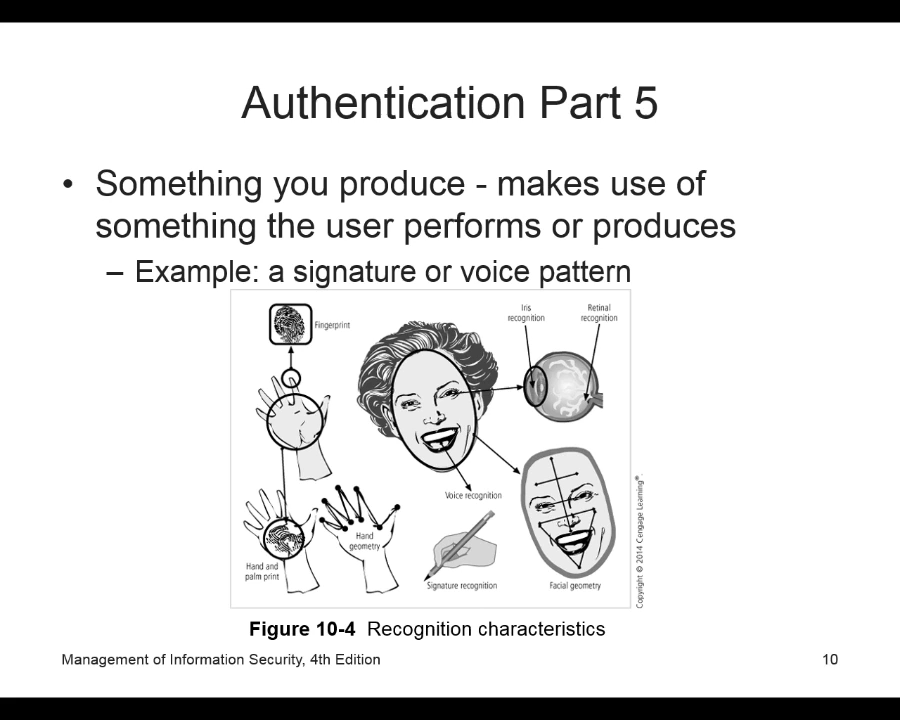 Authentication Part 5
• Something you produce - makes use of
something the user performs or produces
– Example: a signature or voice pattern
Fingerprint
Iris
recognition
Retinal
recognition
Voice recognition
Hand
geometry
Hand and
palm print
Signature recognition
Facial geometry
Copyright © 2014 Cengage Learning®.
Figure 10-4 Recognition characteristics
Management of Information Security, 4th Edition
10